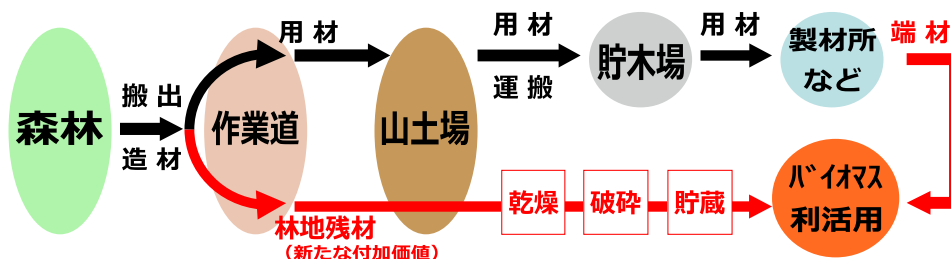 用材
用材
用材
端材
森林
搬出
造材
作業道
山土場
運搬
貯木場
製材所
など
林地残材
(新たな付加価値)
乾燥
破砕
貯蔵
バイオマス
利活用